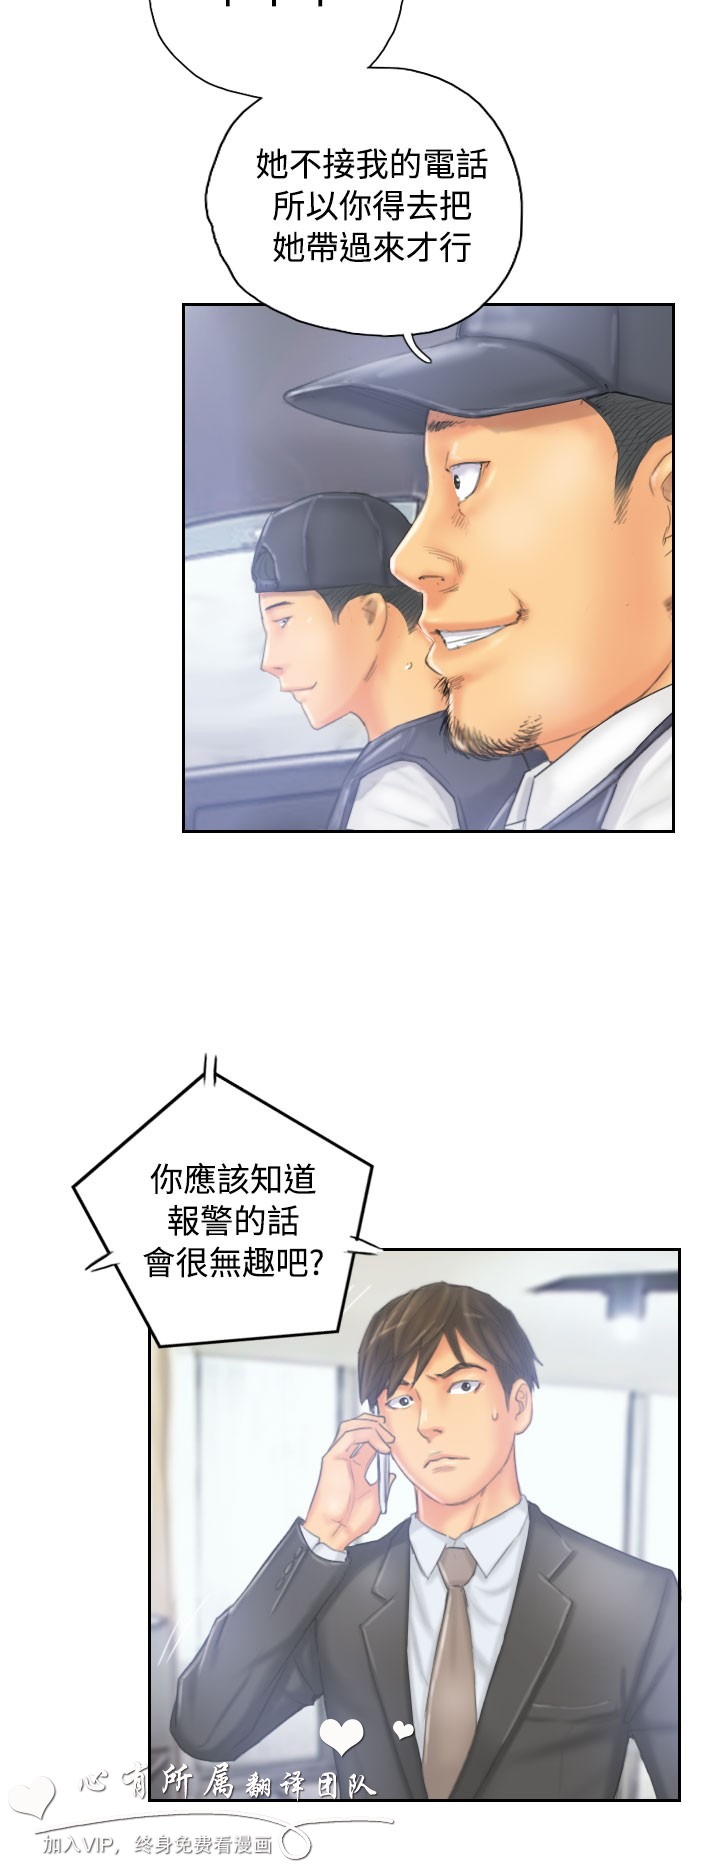 她不接我的電話
所以你得去把
她帶過來才行
你應該知道
報警的話
會很無趣吧?
心有所属翻译团队
加入VIP，终身免费看漫画